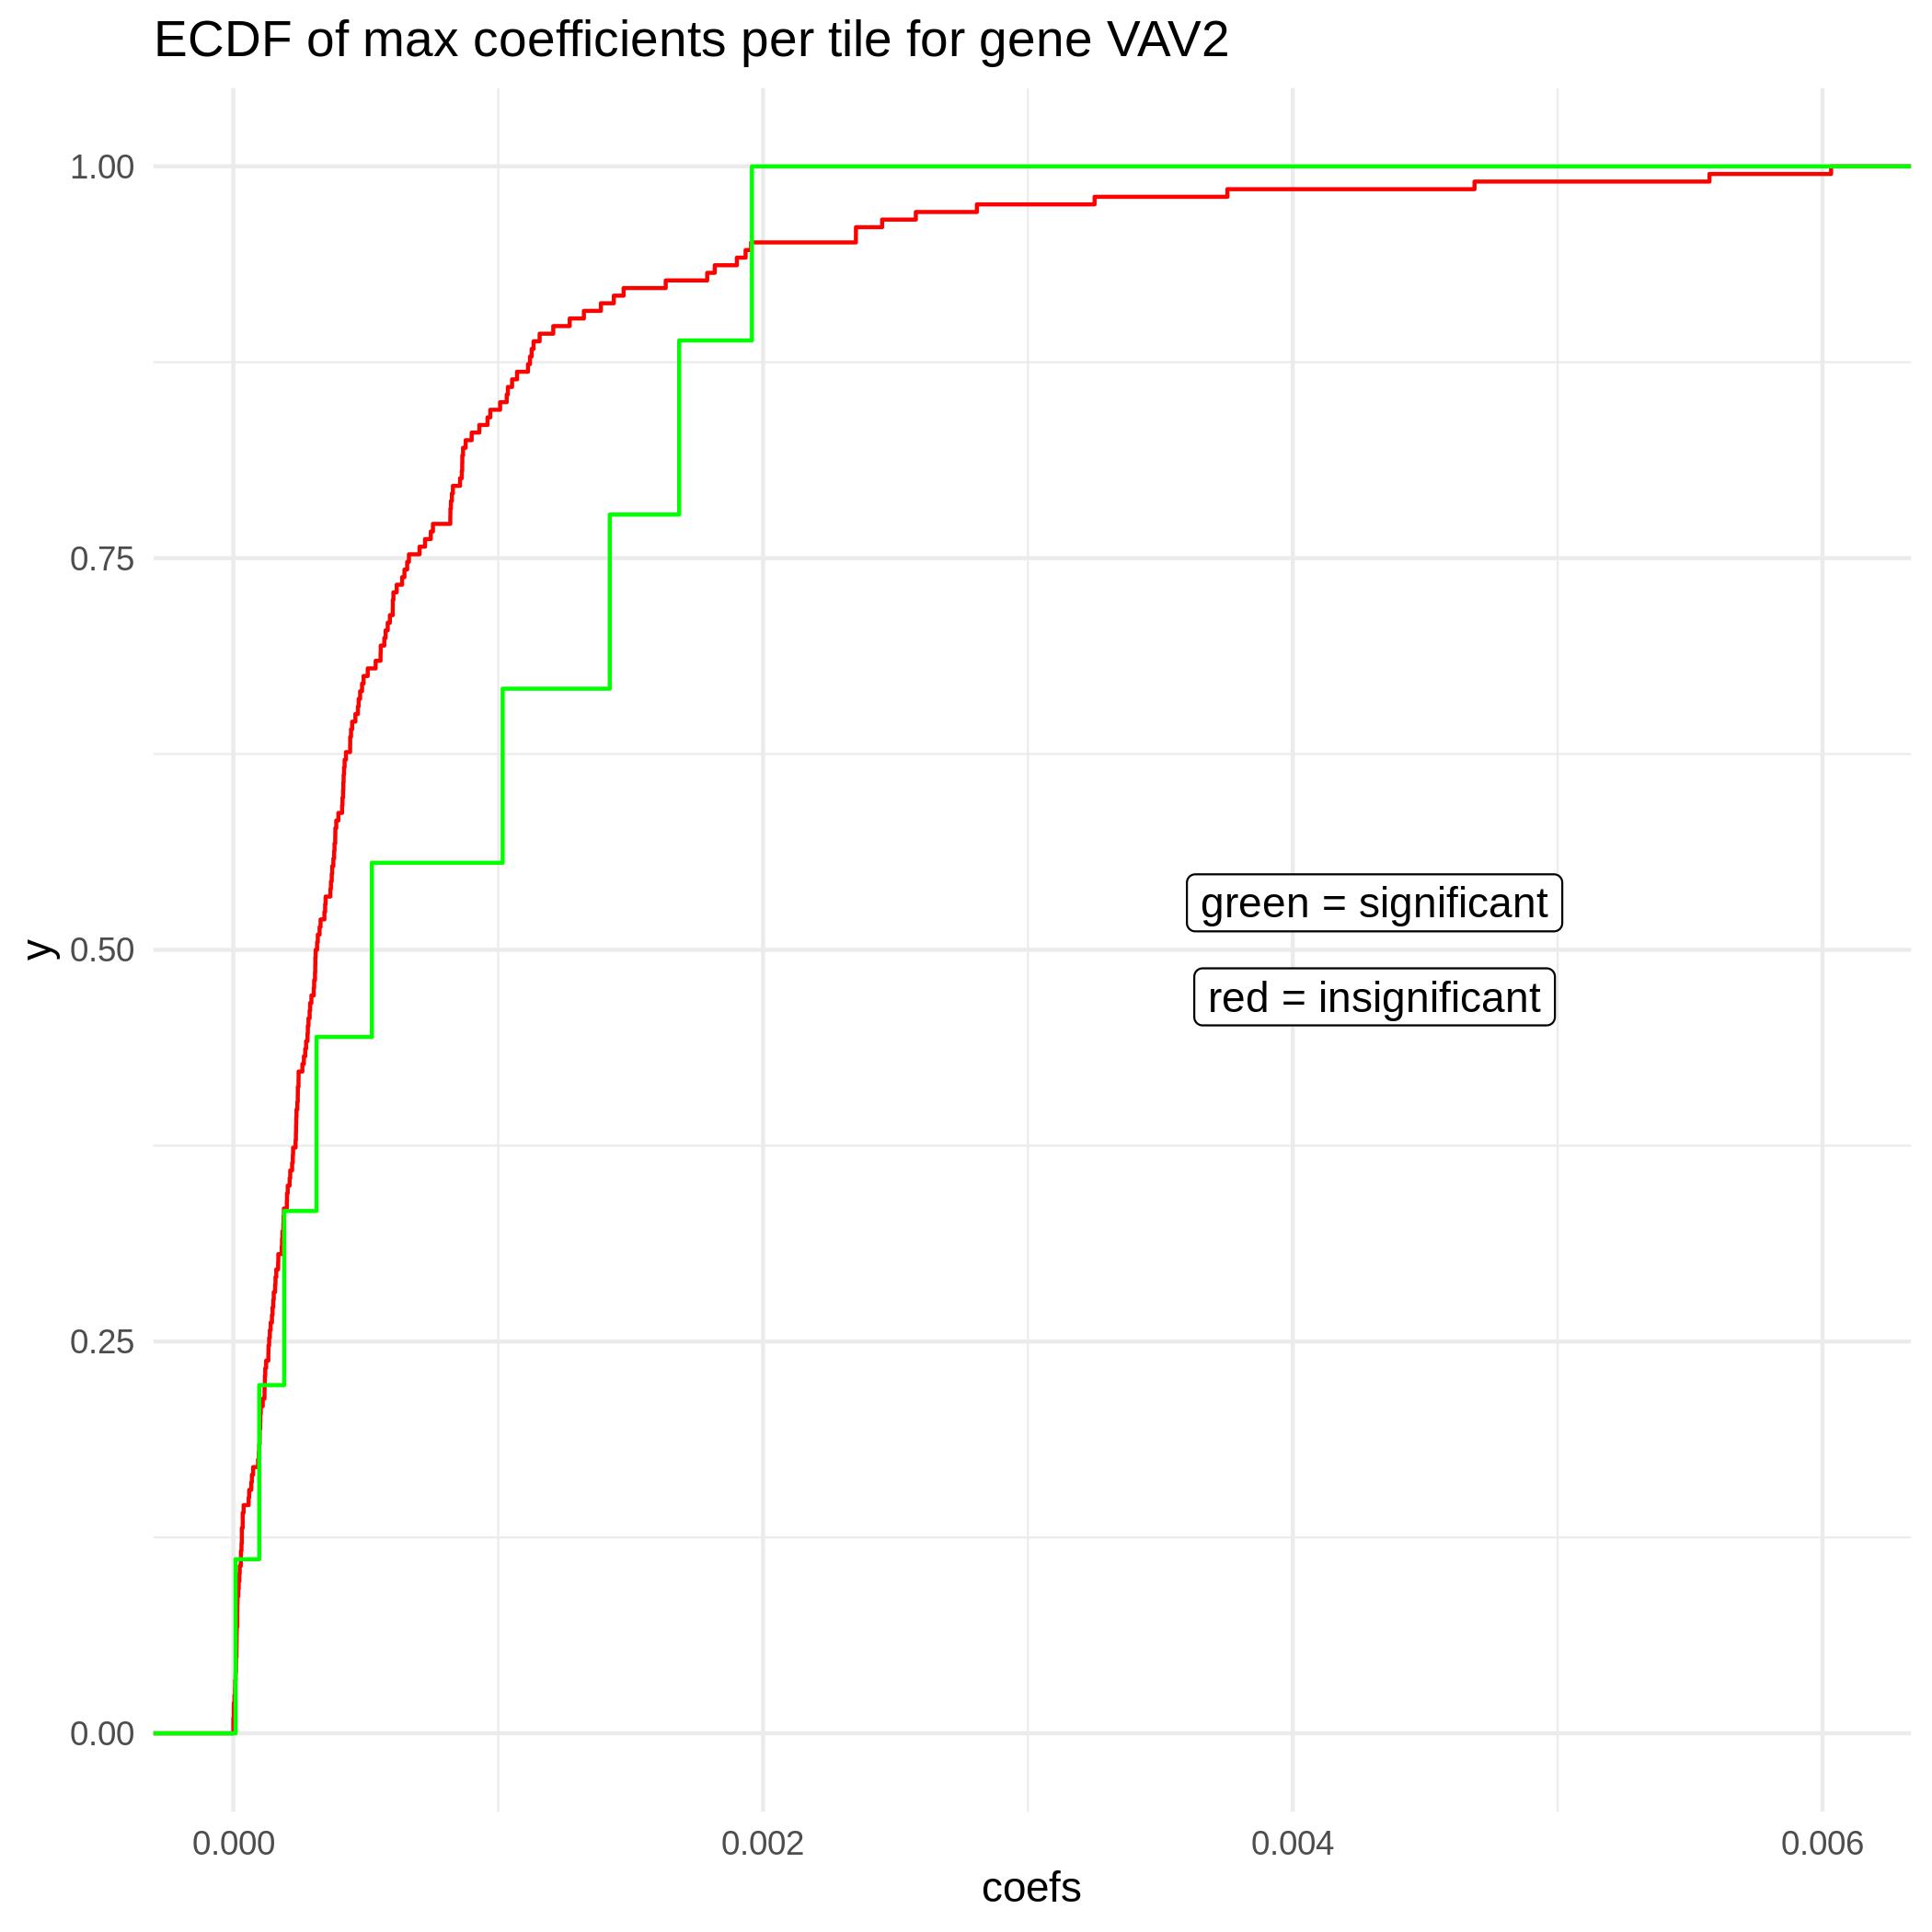 ECDF of max coefficients per tile for gene VAV2
1.00
0.75
0.50
0.25
0.00
y
green = significant
red = insignificant
0.000
0.002
0.004
0.006
coefs